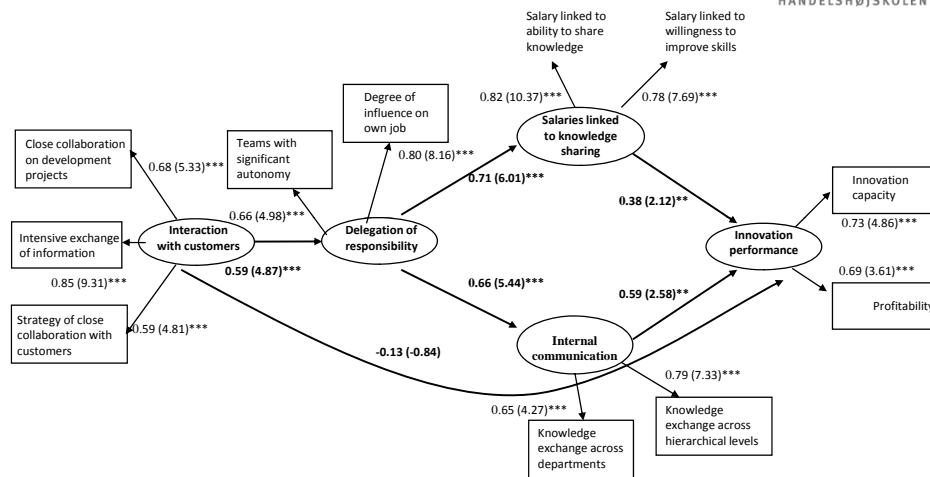 HANDELSHØJSKOLEN
Salary linked to
ability to share
knowledge
Salary linked to
willingness to
improve skills
0.82 (10.37)***
0.78 (7.69)***
Degree of
influence on
own job
Salaries linked
to knowledge
sharing
Close collaboration
on development
projects
0.68 (5.33)***
Teams with
significant
autonomy
0.80 (8.16)***
0.71 (6.01)***
Innovation
capacity
0.38 (2.12)**
0.66 (4.98)***
0.73 (4.86)***
Intensive exchange
of information
Interaction
with customers
Delegation of
responsibility
Innovation
performance
0.59 (4.87)***
0.85 (9.31)***
0.66 (5.44)***
0.59 (2.58)**
0.69 (3.61)***
Profitability
Strategy of close
collaboration with
customers
0.59 (4.81)***
-0.13 (-0.84)
Internal
communication
0.79 (7.33)***
0.65 (4.27)***
Knowledge
exchange across
hierarchical levels
Knowledge
exchange across
departments